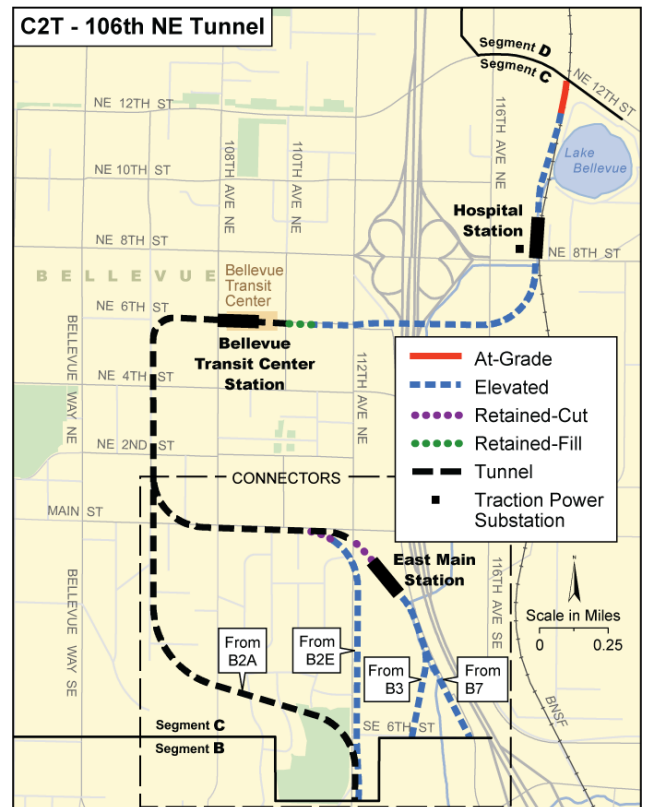 C2T - 106th NE Tunnel
Segment D
Segment C
NE 12TH ST
NE 12TH ST
116TH AVE NE
Lake
Bellevue
108TH AVE NE
110TH AVE NE
NE 10TH ST
Hospital
Station
NE 8TH ST
NE 8TH ST
BELLEVUE
Bellevue
Transit
Center
NE 6TH ST
BELLEVUE WAY NE
Bellevue
Transit Center
Station
112TH AVE NE
NE 4TH ST
At-Grade
Elevated
Retained-Cut
Retained-Fill
Tunnel
Traction Power
Substation
NE 2ND ST
CONNECTORS
MAIN ST
East Main
Station
116TH AVE SE
N
Scale in Miles
0 0.25
BELLEVUE WAY SE
From
B2A
From
B2E
From
B3
From
B7
BNSF
SE 6TH ST
Segment C
Segment B